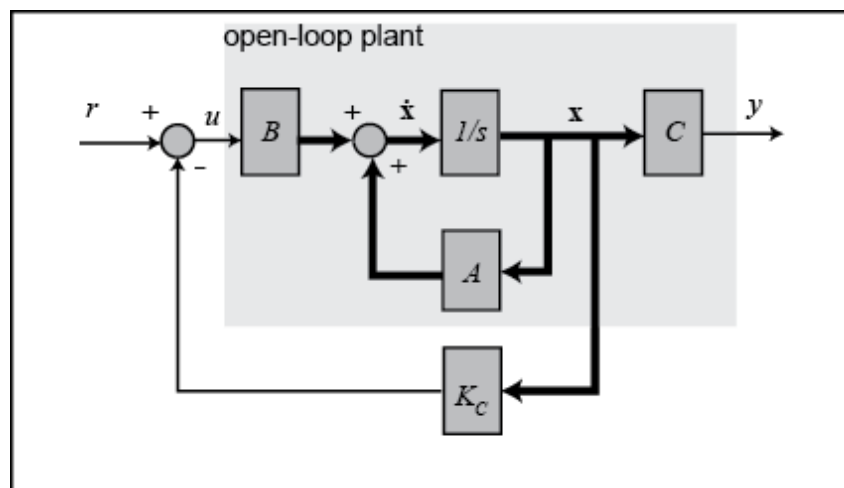 open-loop plant
r + u B + ẋ 1/s x C y
- +
A
K_C